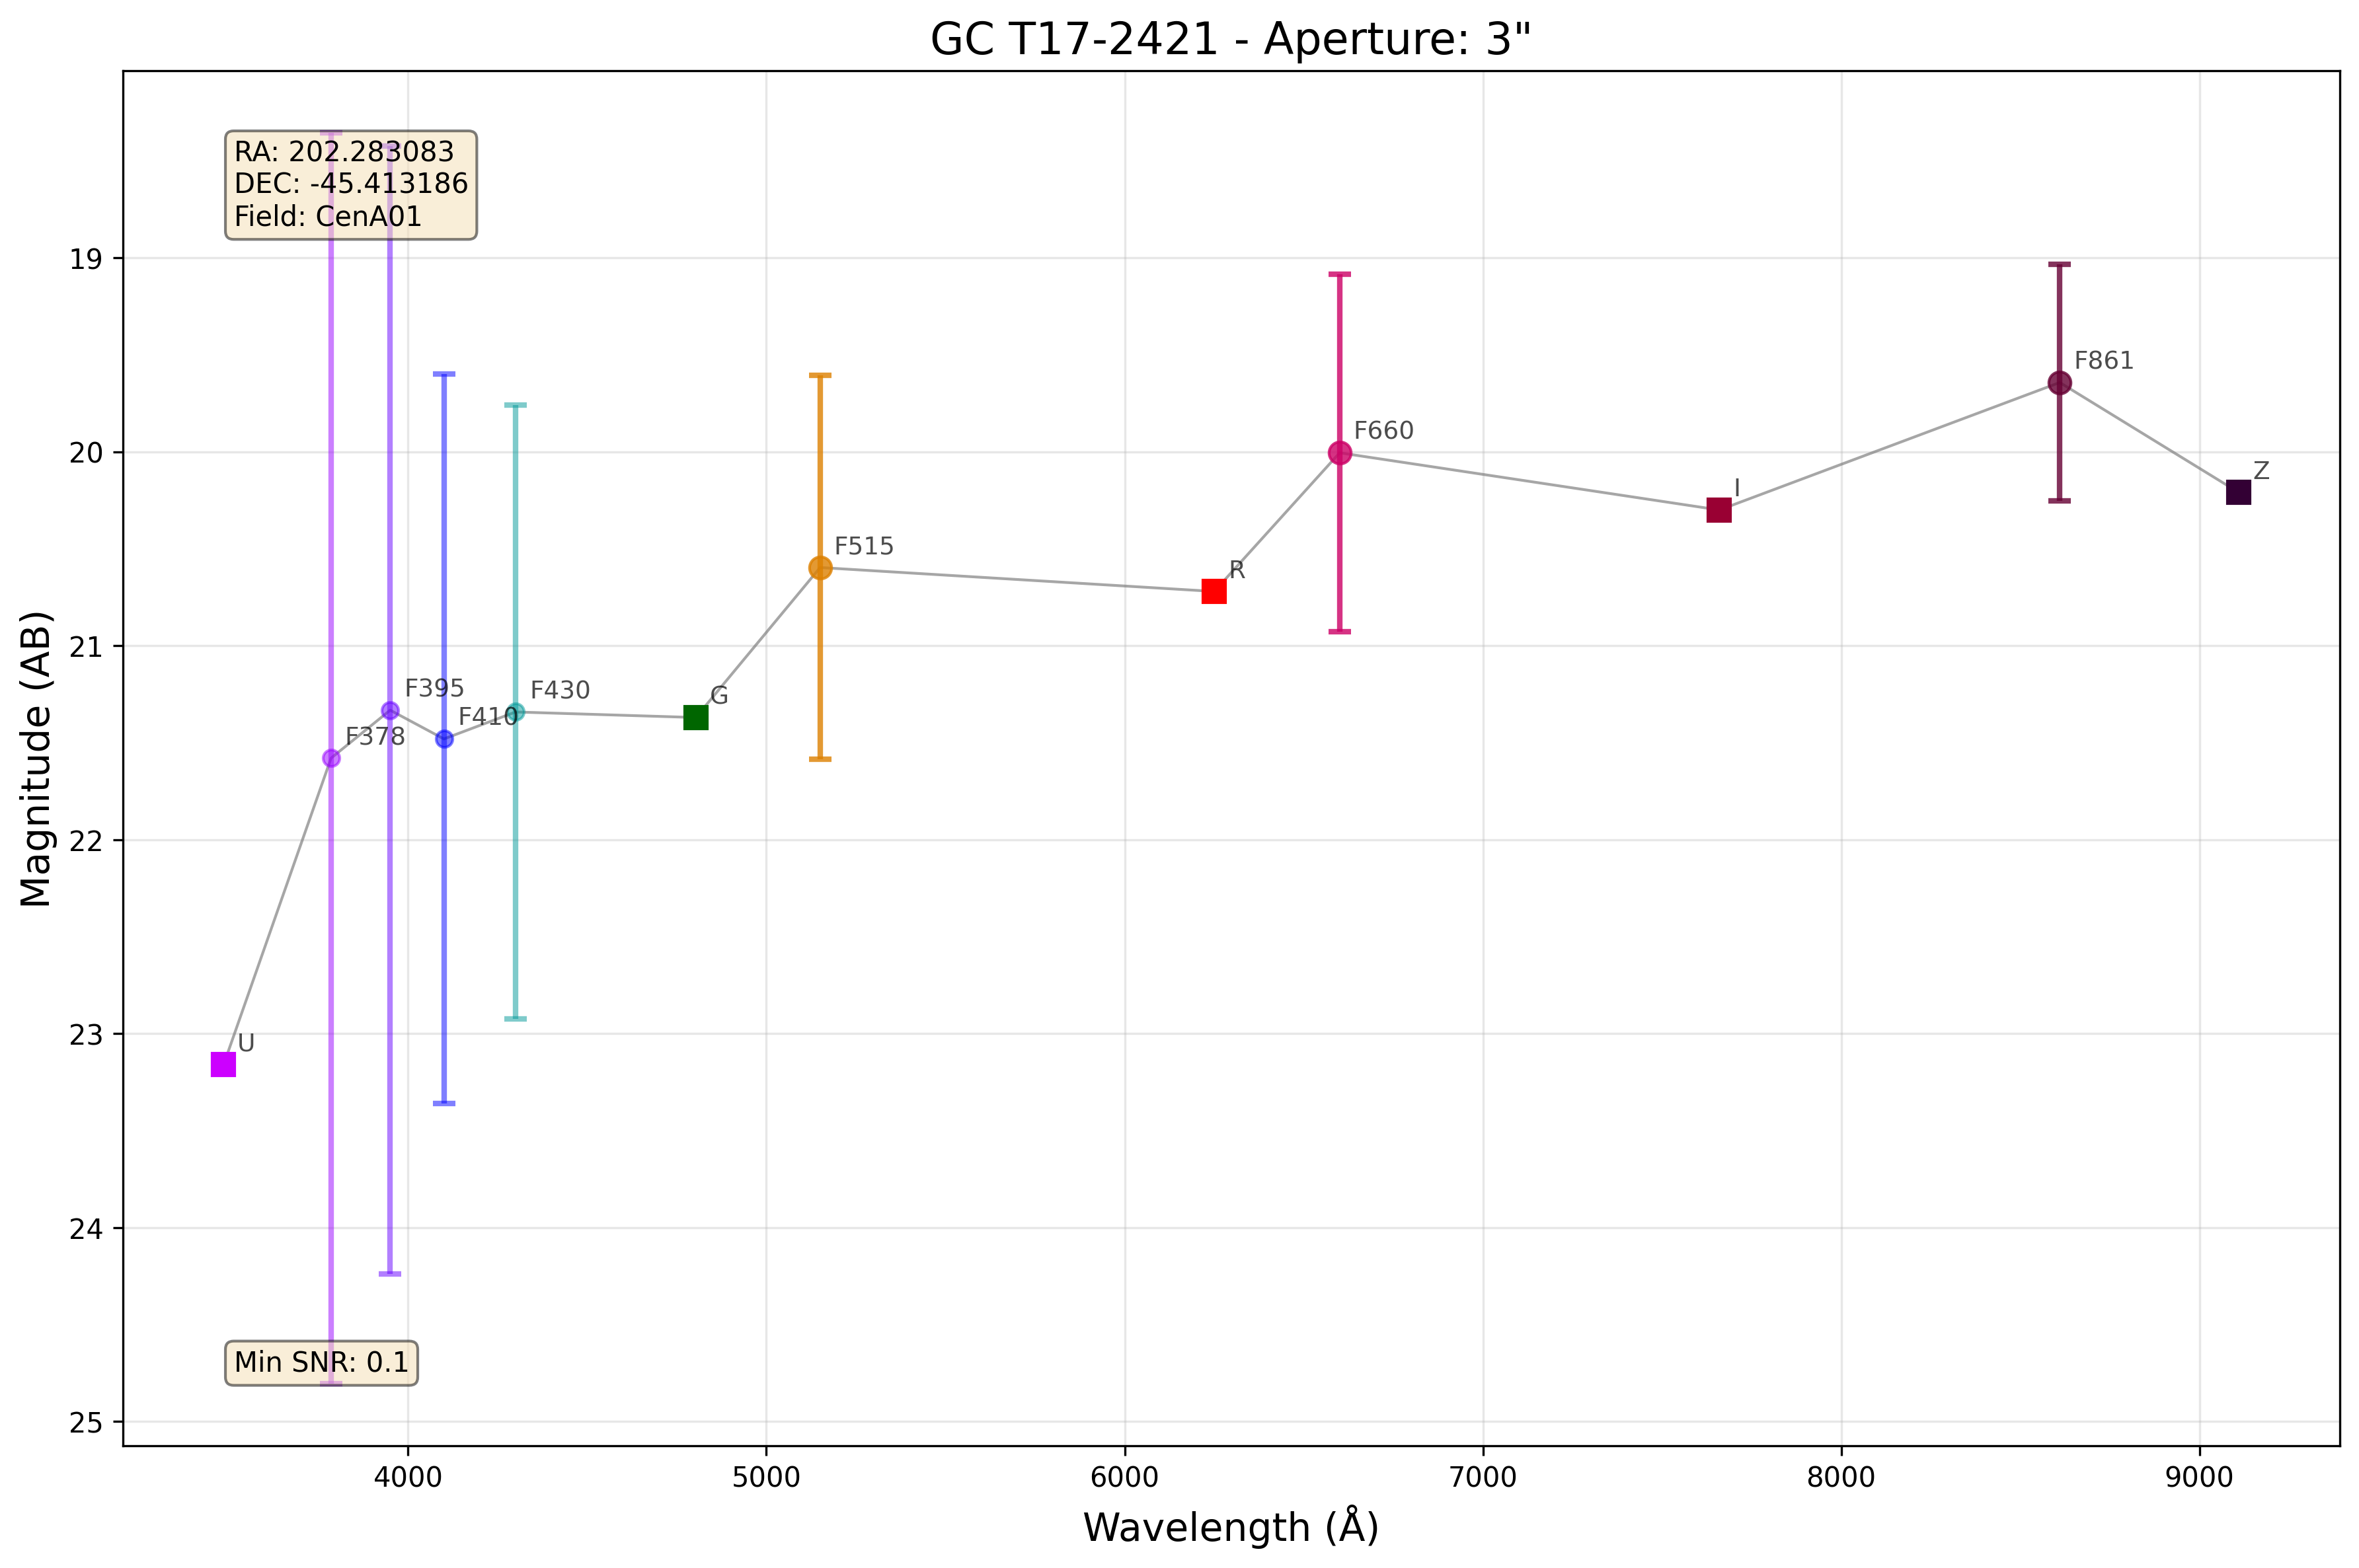 GC T17-2421 - Aperture: 3"
RA: 202.283083
DEC: -45.413186
Field: CenA01
19
20
21
22
23
24
25
Magnitude (AB)
U
F378
F395
F410
F430
G
F515
R
F660
I
F861
Z
Min SNR: 0.1
4000
5000
6000
7000
8000
9000
Wavelength (Å)